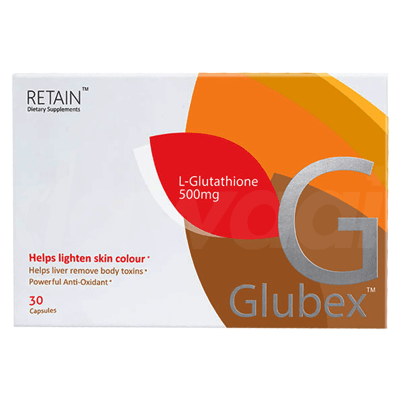 RETAIN™
Dietary Supplements
L-Glutathione
500mg
G
Glubex™
Helps lighten skin colour*
Helps liver remove body toxins*
Powerful Anti-Oxidant*
30
Capsules